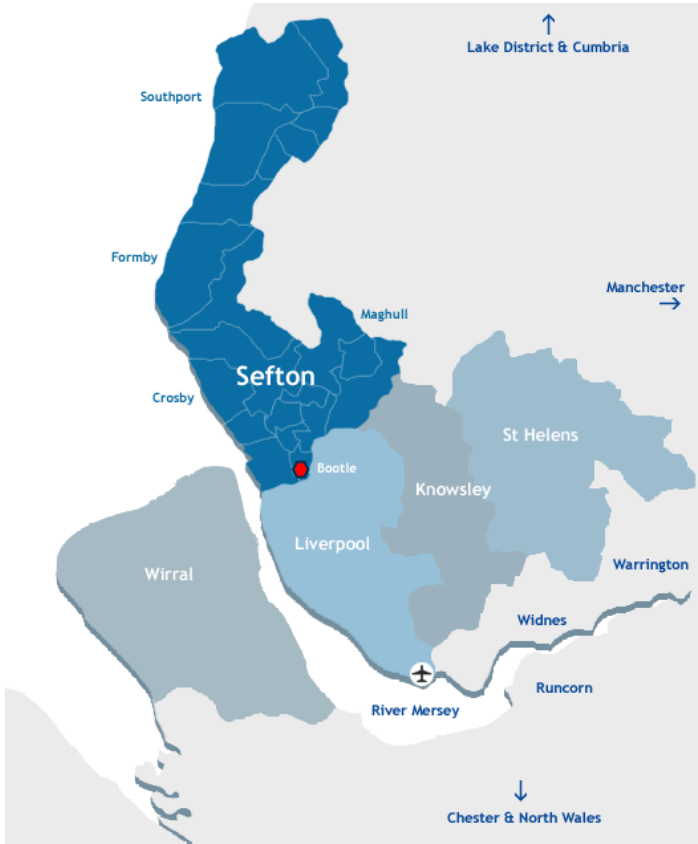 Lake District & Cumbria
Southport
Formby
Manchester
Maghull
Sefton
Crosby
St Helens
Bootle
Knowsley
Liverpool
Wirral
Warrington
Widnes
Runcorn
River Mersey
Chester & North Wales